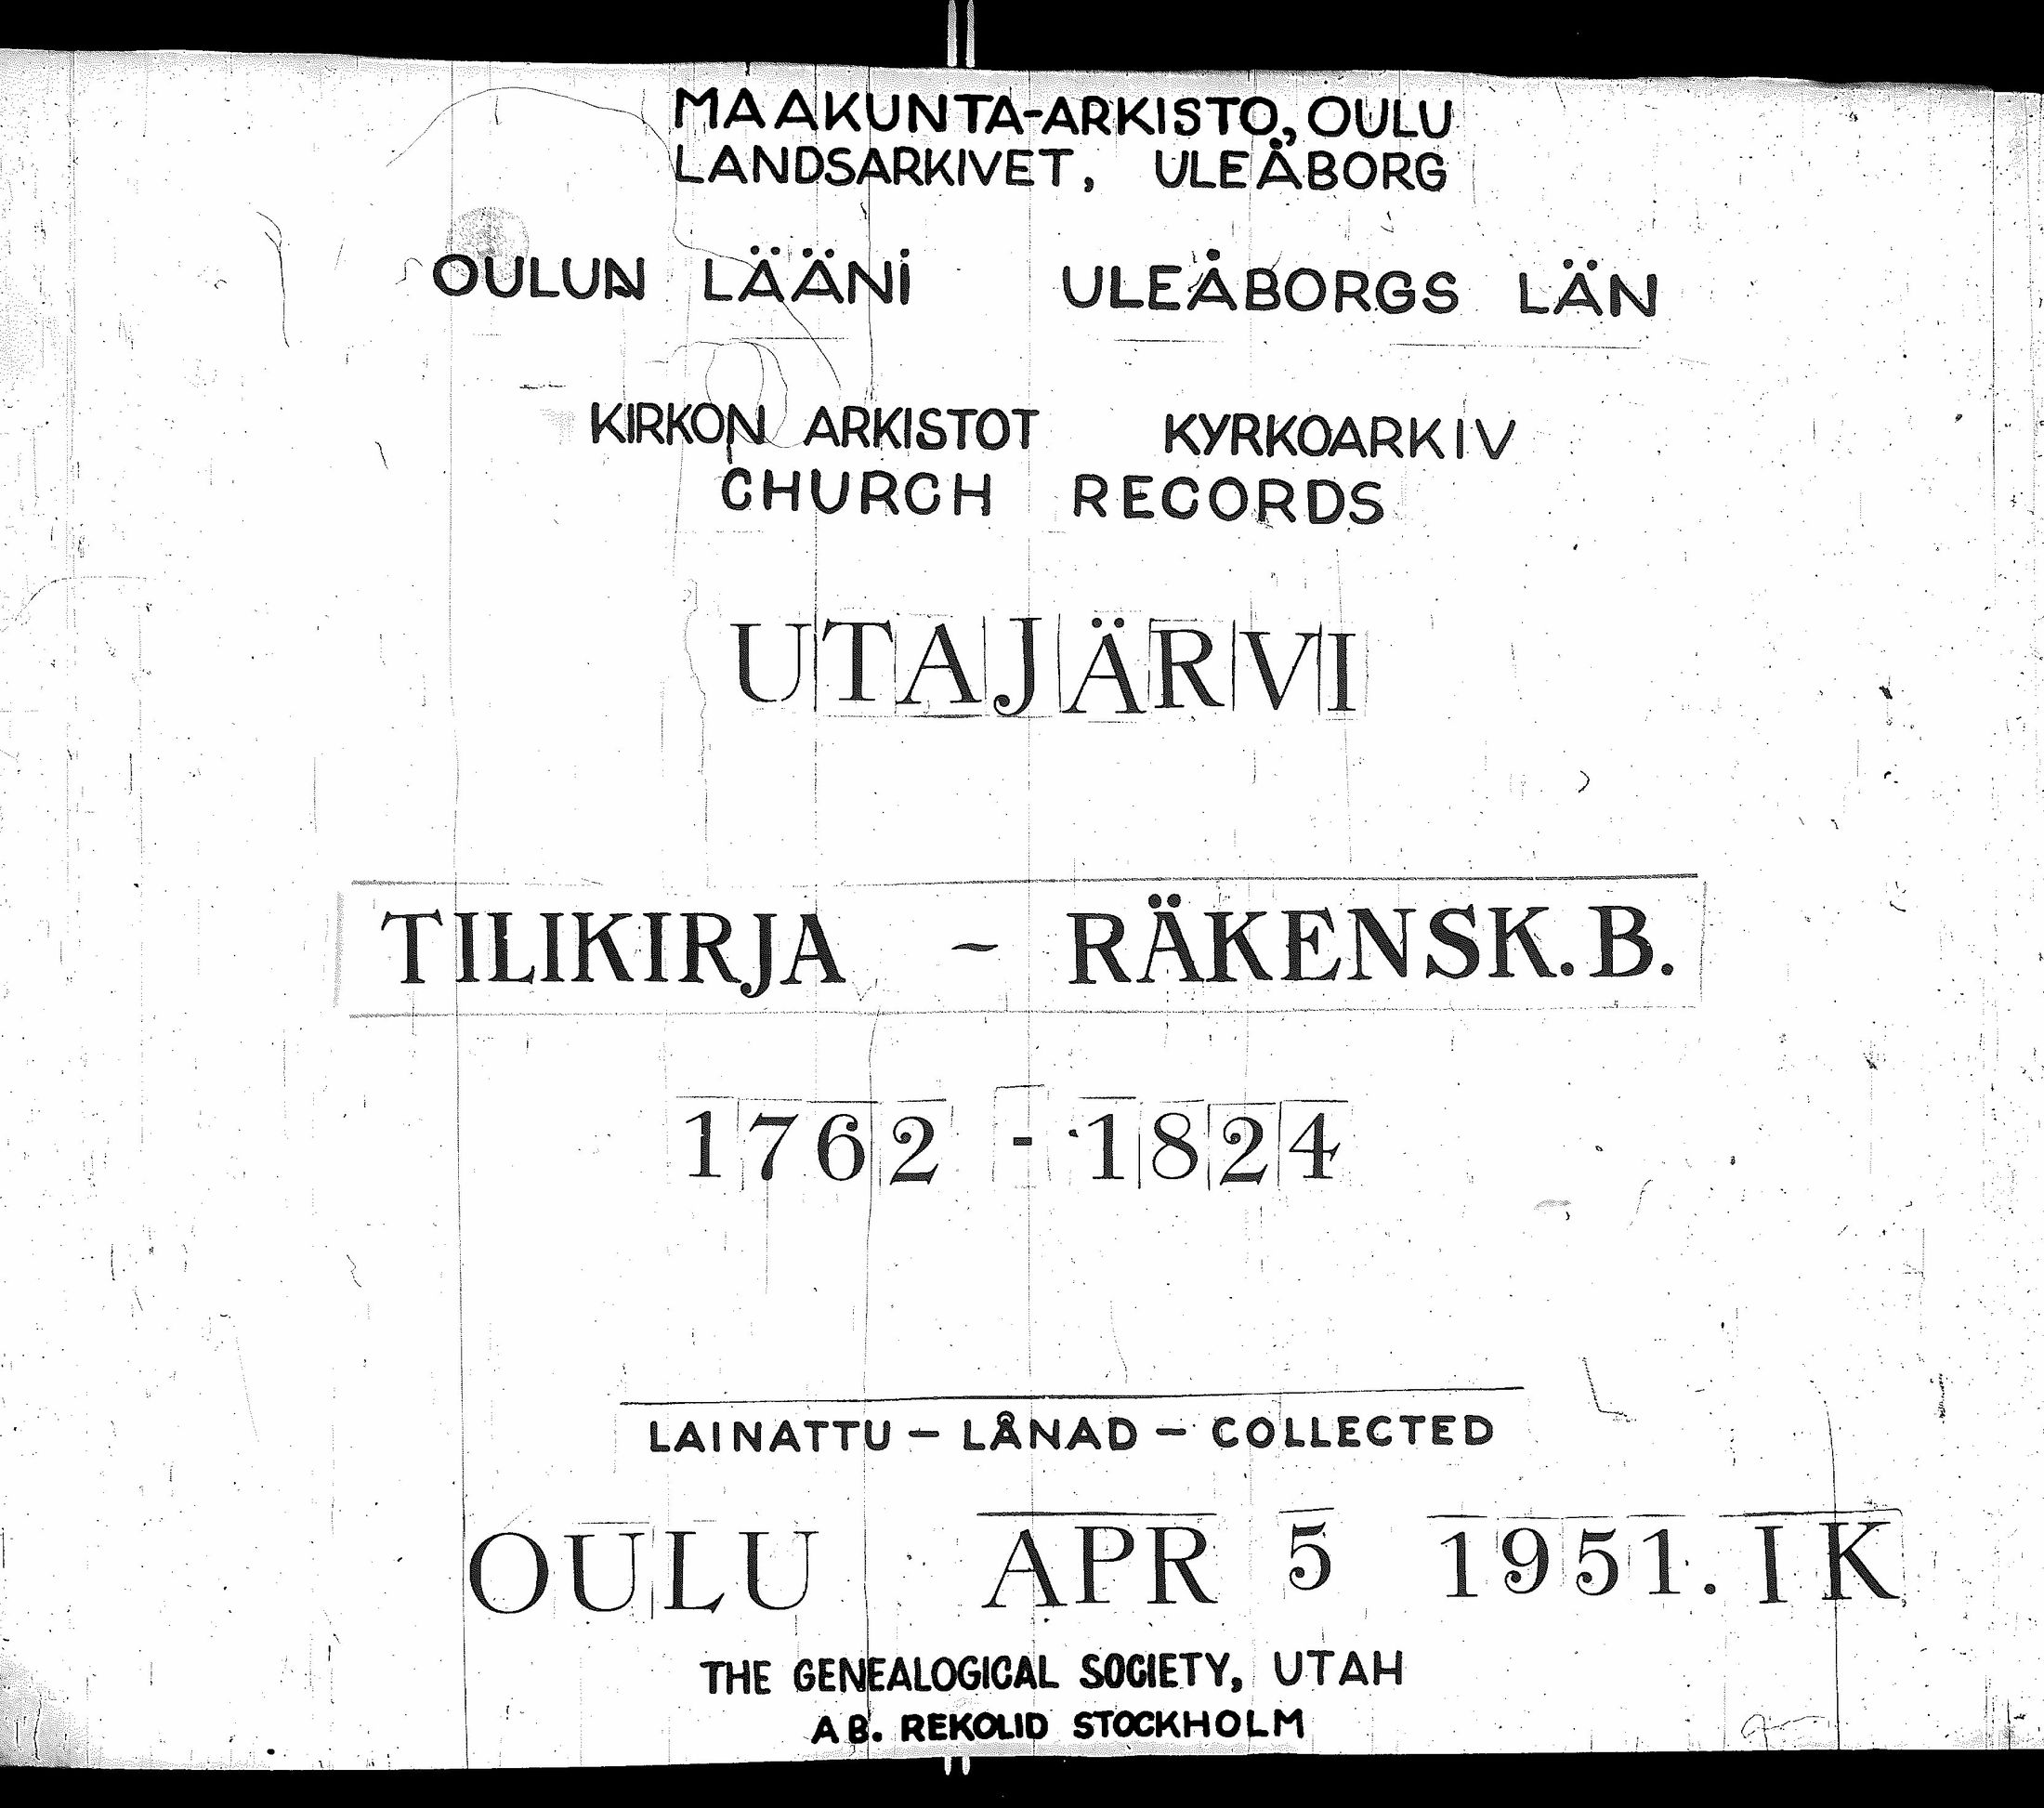 MAAKUNTA-ARKISTO, OULU
LANDSARKIVET, ULEÅBORG
OULUN LÄÄNI ULEÅBORGS LÄN
KIRKON ARKISTOT KYRKOARKIV
CHURCH RECORDS
UTAJÄRVI
TILIKIRJA - RÄKENSK.B.
1762 - 1824
LAINATTU - LÅNAD - COLLECTED
OULU APR 5 1951. IK
THE GENEALOGICAL SOCIETY, UTAH
AB. REKOLID STOCKHOLM